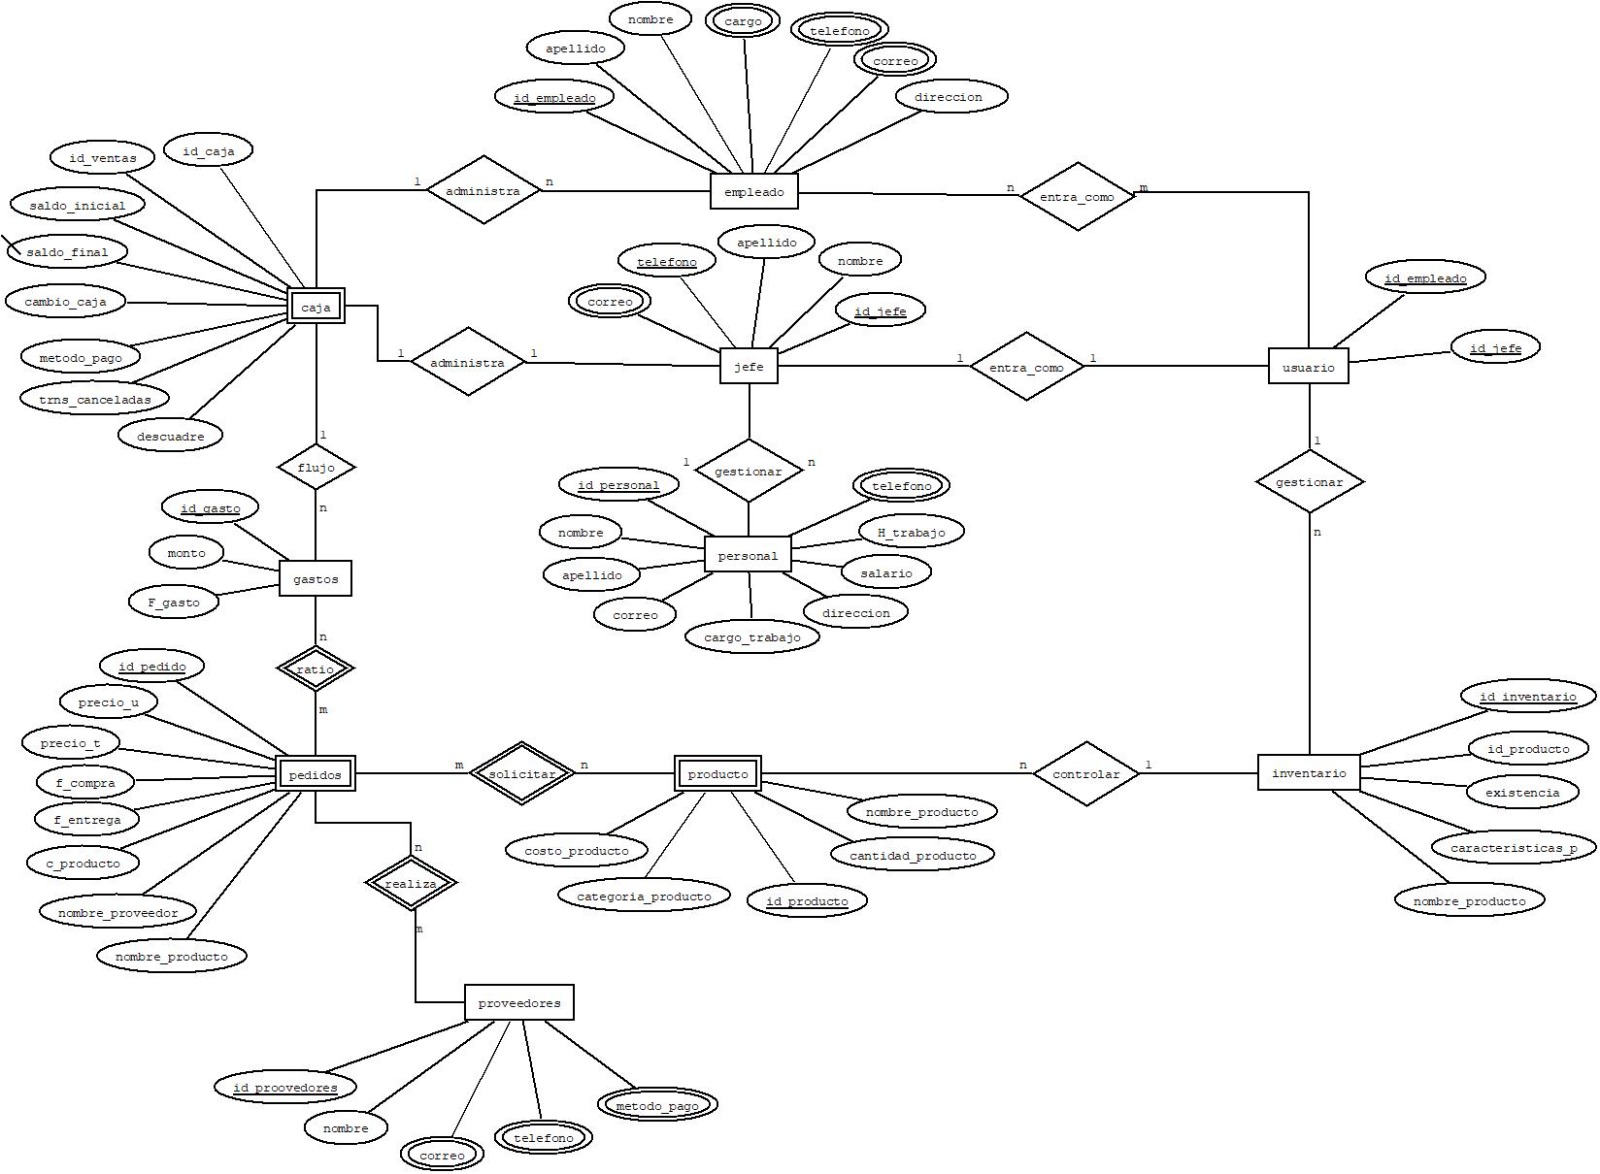 nombre
cargo
telefono
apellido
correo
id_empleado
direccion
id_ventas
id_caja
saldo_inicial
saldo_final
cambio_caja
metodo_pago
trns_canceladas
descuadre
caja
1
administra
n
empleado
n
entra_como
m
telefono
apellido
nombre
correo
id_jefe
1
administra
1
jefe
1
entra_como
1
id_empleado
id_jefe
usuario
1
flujo
n
1
gestionar
n
1
gestionar
n
id_gasto
monto
F_gasto
gastos
id_personal
telefono
nombre
H_trabajo
personal
apellido
salario
correo
direccion
cargo_trabajo
n
ratio
m
id_pedido
precio_u
precio_t
f_compra
f_entrega
c_producto
nombre_proveedor
nombre_producto
pedidos
m
solicitar
n
producto
n
controlar
1
inventario
id_inventario
id_producto
existencia
caracteristicas_p
nombre_producto
nombre_producto
costo_producto
cantidad_producto
categoria_producto
id_producto
n
realiza
m
proveedores
id_proovedores
nombre
correo
telefono
metodo_pago